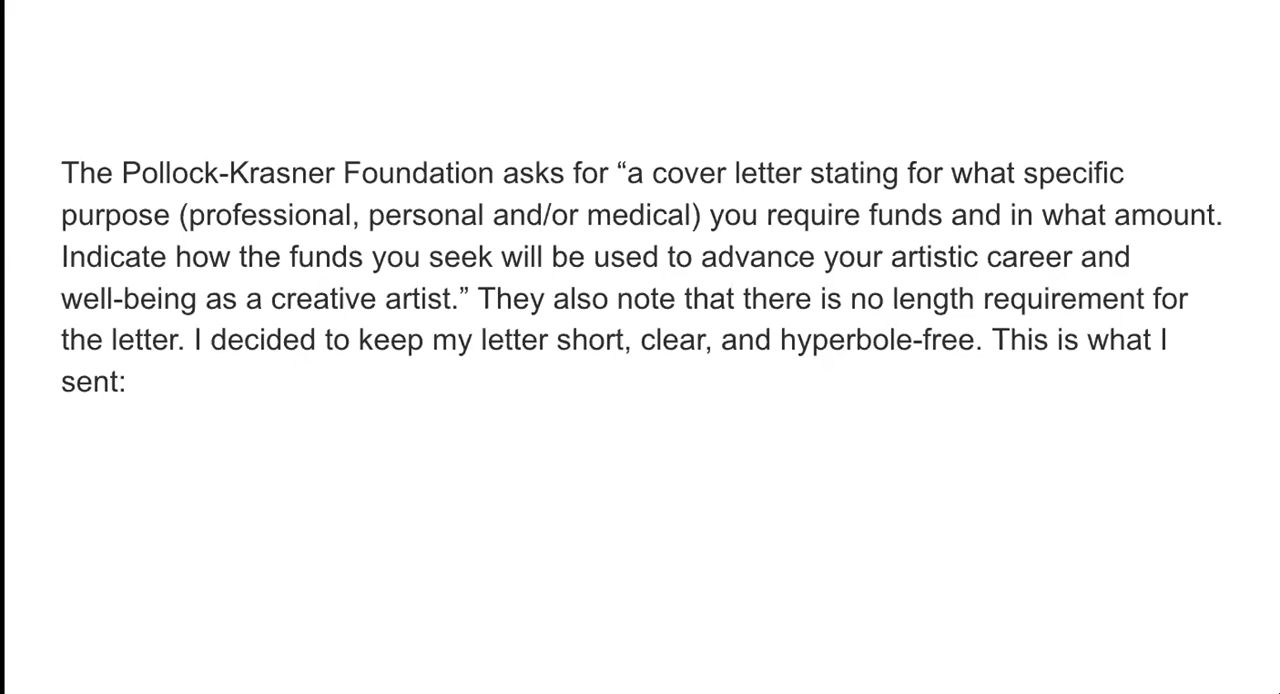 The Pollock-Krasner Foundation asks for “a cover letter stating for what specific
purpose (professional, personal and/or medical) you require funds and in what amount.
Indicate how the funds you seek will be used to advance your artistic career and
well-being as a creative artist.” They also note that there is no length requirement for
the letter. I decided to keep my letter short, clear, and hyperbole-free. This is what I
sent: